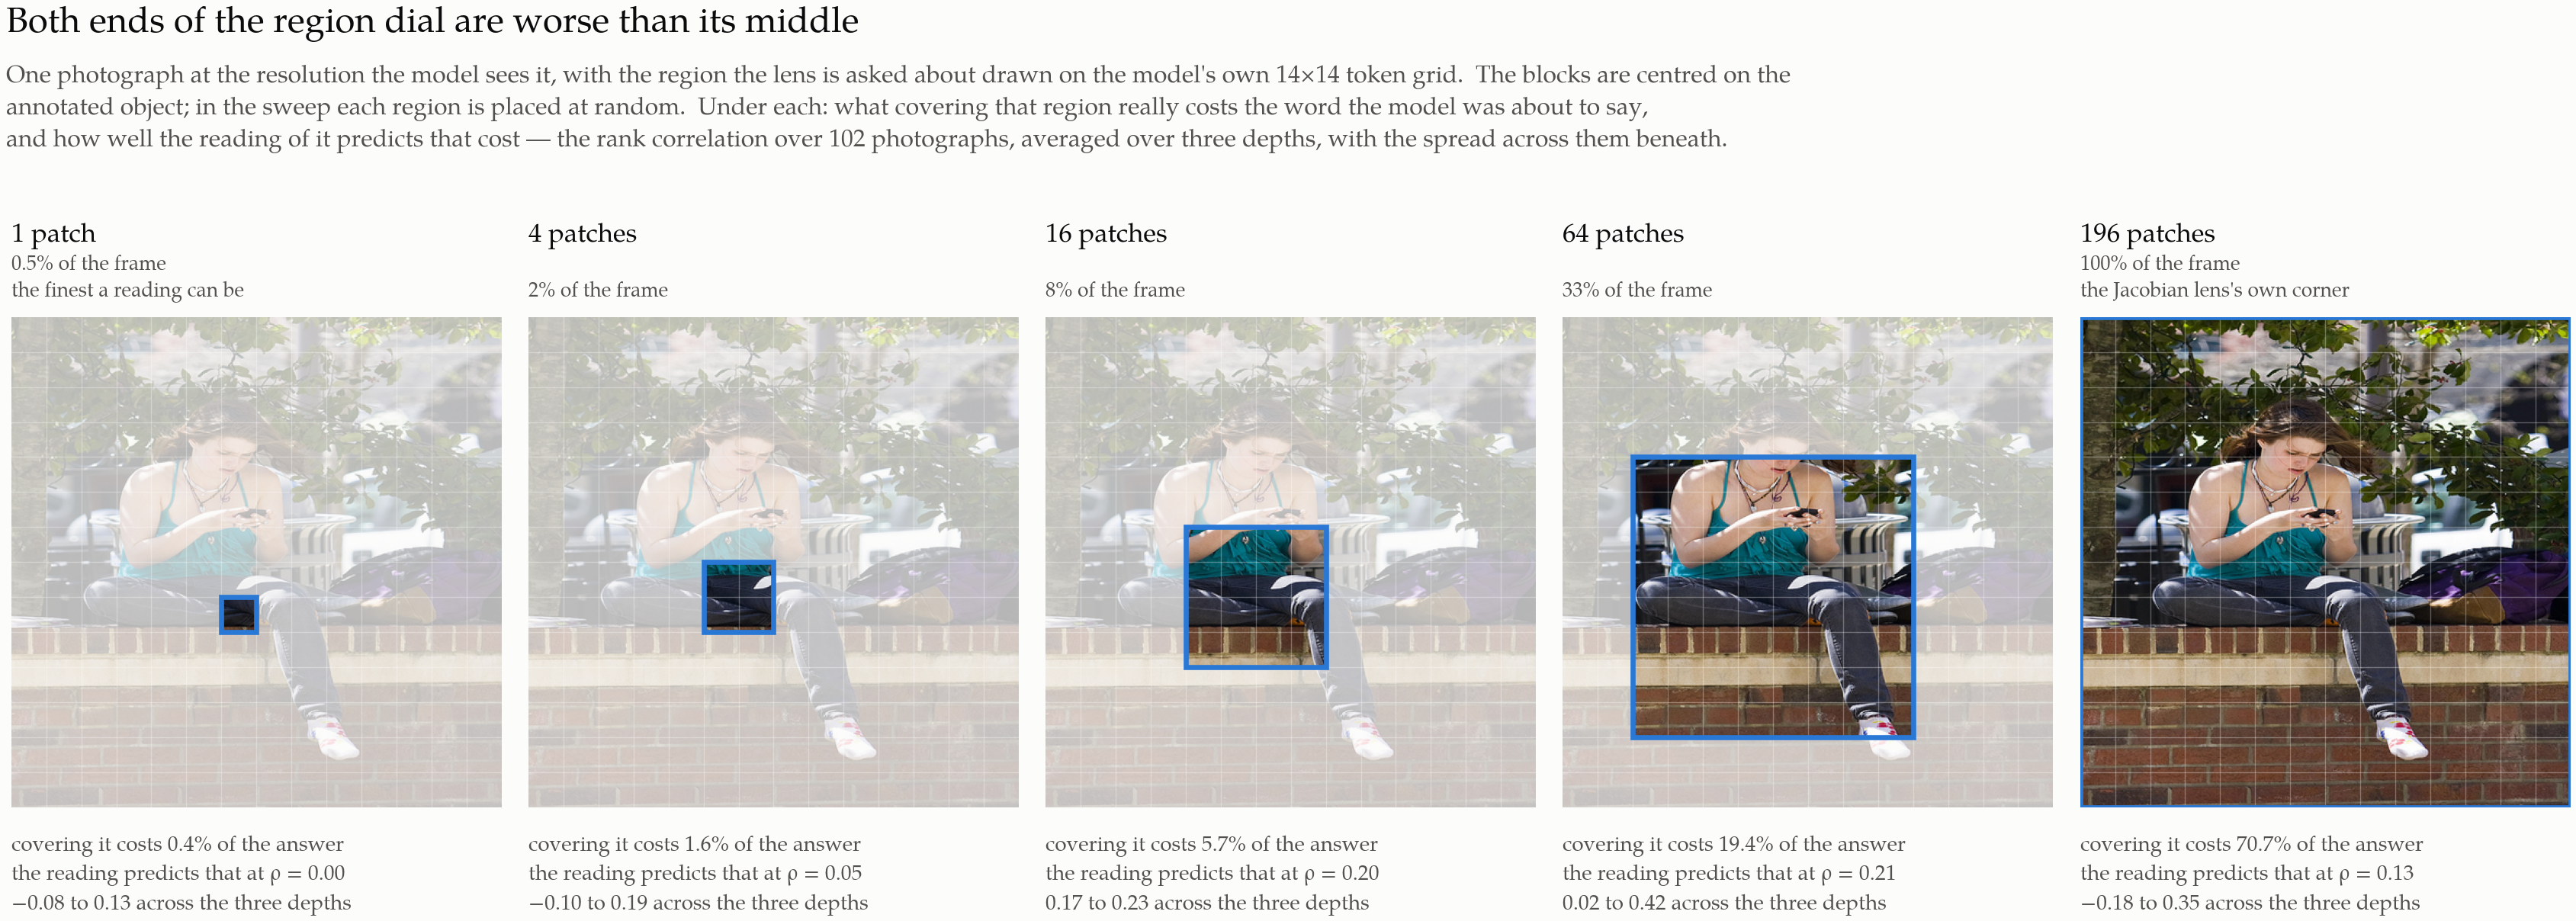 Both ends of the region dial are worse than its middle
One photograph at the resolution the model sees it, with the region the lens is asked about drawn on the model's own 14×14 token grid.  The blocks are centred on the
annotated object; in the sweep each region is placed at random.  Under each: what covering that region really costs the word the model was about to say,
and how well the reading of it predicts that cost — the rank correlation over 102 photographs, averaged over three depths, with the spread across them beneath.
1 patch
0.5% of the frame
the finest a reading can be
covering it costs 0.4% of the answer
the reading predicts that at ρ = 0.00
−0.08 to 0.13 across the three depths
4 patches
2% of the frame
covering it costs 1.6% of the answer
the reading predicts that at ρ = 0.05
−0.10 to 0.19 across the three depths
16 patches
8% of the frame
covering it costs 5.7% of the answer
the reading predicts that at ρ = 0.20
0.17 to 0.23 across the three depths
64 patches
33% of the frame
covering it costs 19.4% of the answer
the reading predicts that at ρ = 0.21
0.02 to 0.42 across the three depths
196 patches
100% of the frame
the Jacobian lens's own corner
covering it costs 70.7% of the answer
the reading predicts that at ρ = 0.13
−0.18 to 0.35 across the three depths